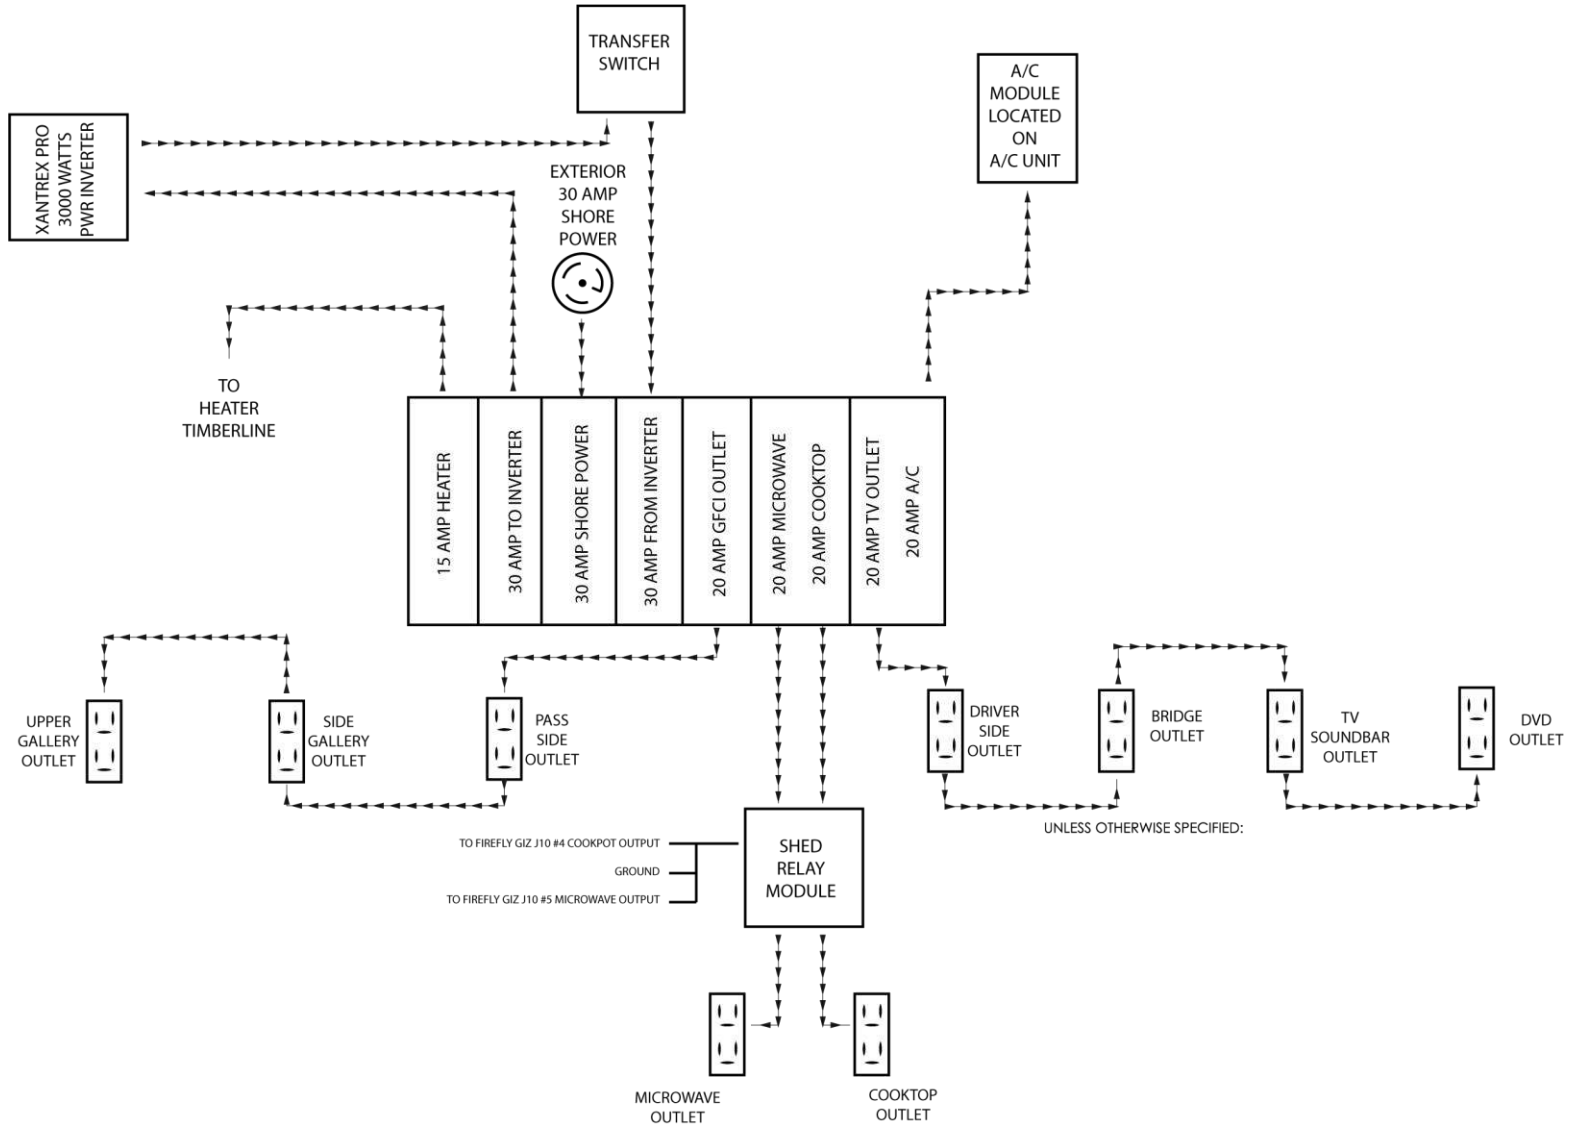 TRANSFER
SWITCH
A/C
MODULE
LOCATED
ON
A/C UNIT
XANTREX PRO
3000 WATTS
PWR INVERTER
EXTERIOR
30 AMP
SHORE
POWER
TO
HEATER
TIMBERLINE
15 AMP HEATER
30 AMP TO INVERTER
30 AMP SHORE POWER
30 AMP FROM INVERTER
20 AMP GFCI OUTLET
20 AMP MICROWAVE
20 AMP COOKTOP
20 AMP TV OUTLET
20 AMP A/C
UPPER
GALLERY
OUTLET
SIDE
GALLERY
OUTLET
PASS
SIDE
OUTLET
DRIVER
SIDE
OUTLET
BRIDGE
OUTLET
TV
SOUNDBAR
OUTLET
DVD
OUTLET
UNLESS OTHERWISE SPECIFIED:
TO FIREFLY GIZ J10 #4 COOKPOT OUTPUT
GROUND
TO FIREFLY GIZ J10 #5 MICROWAVE OUTPUT
SHED
RELAY
MODULE
MICROWAVE
OUTLET
COOKTOP
OUTLET